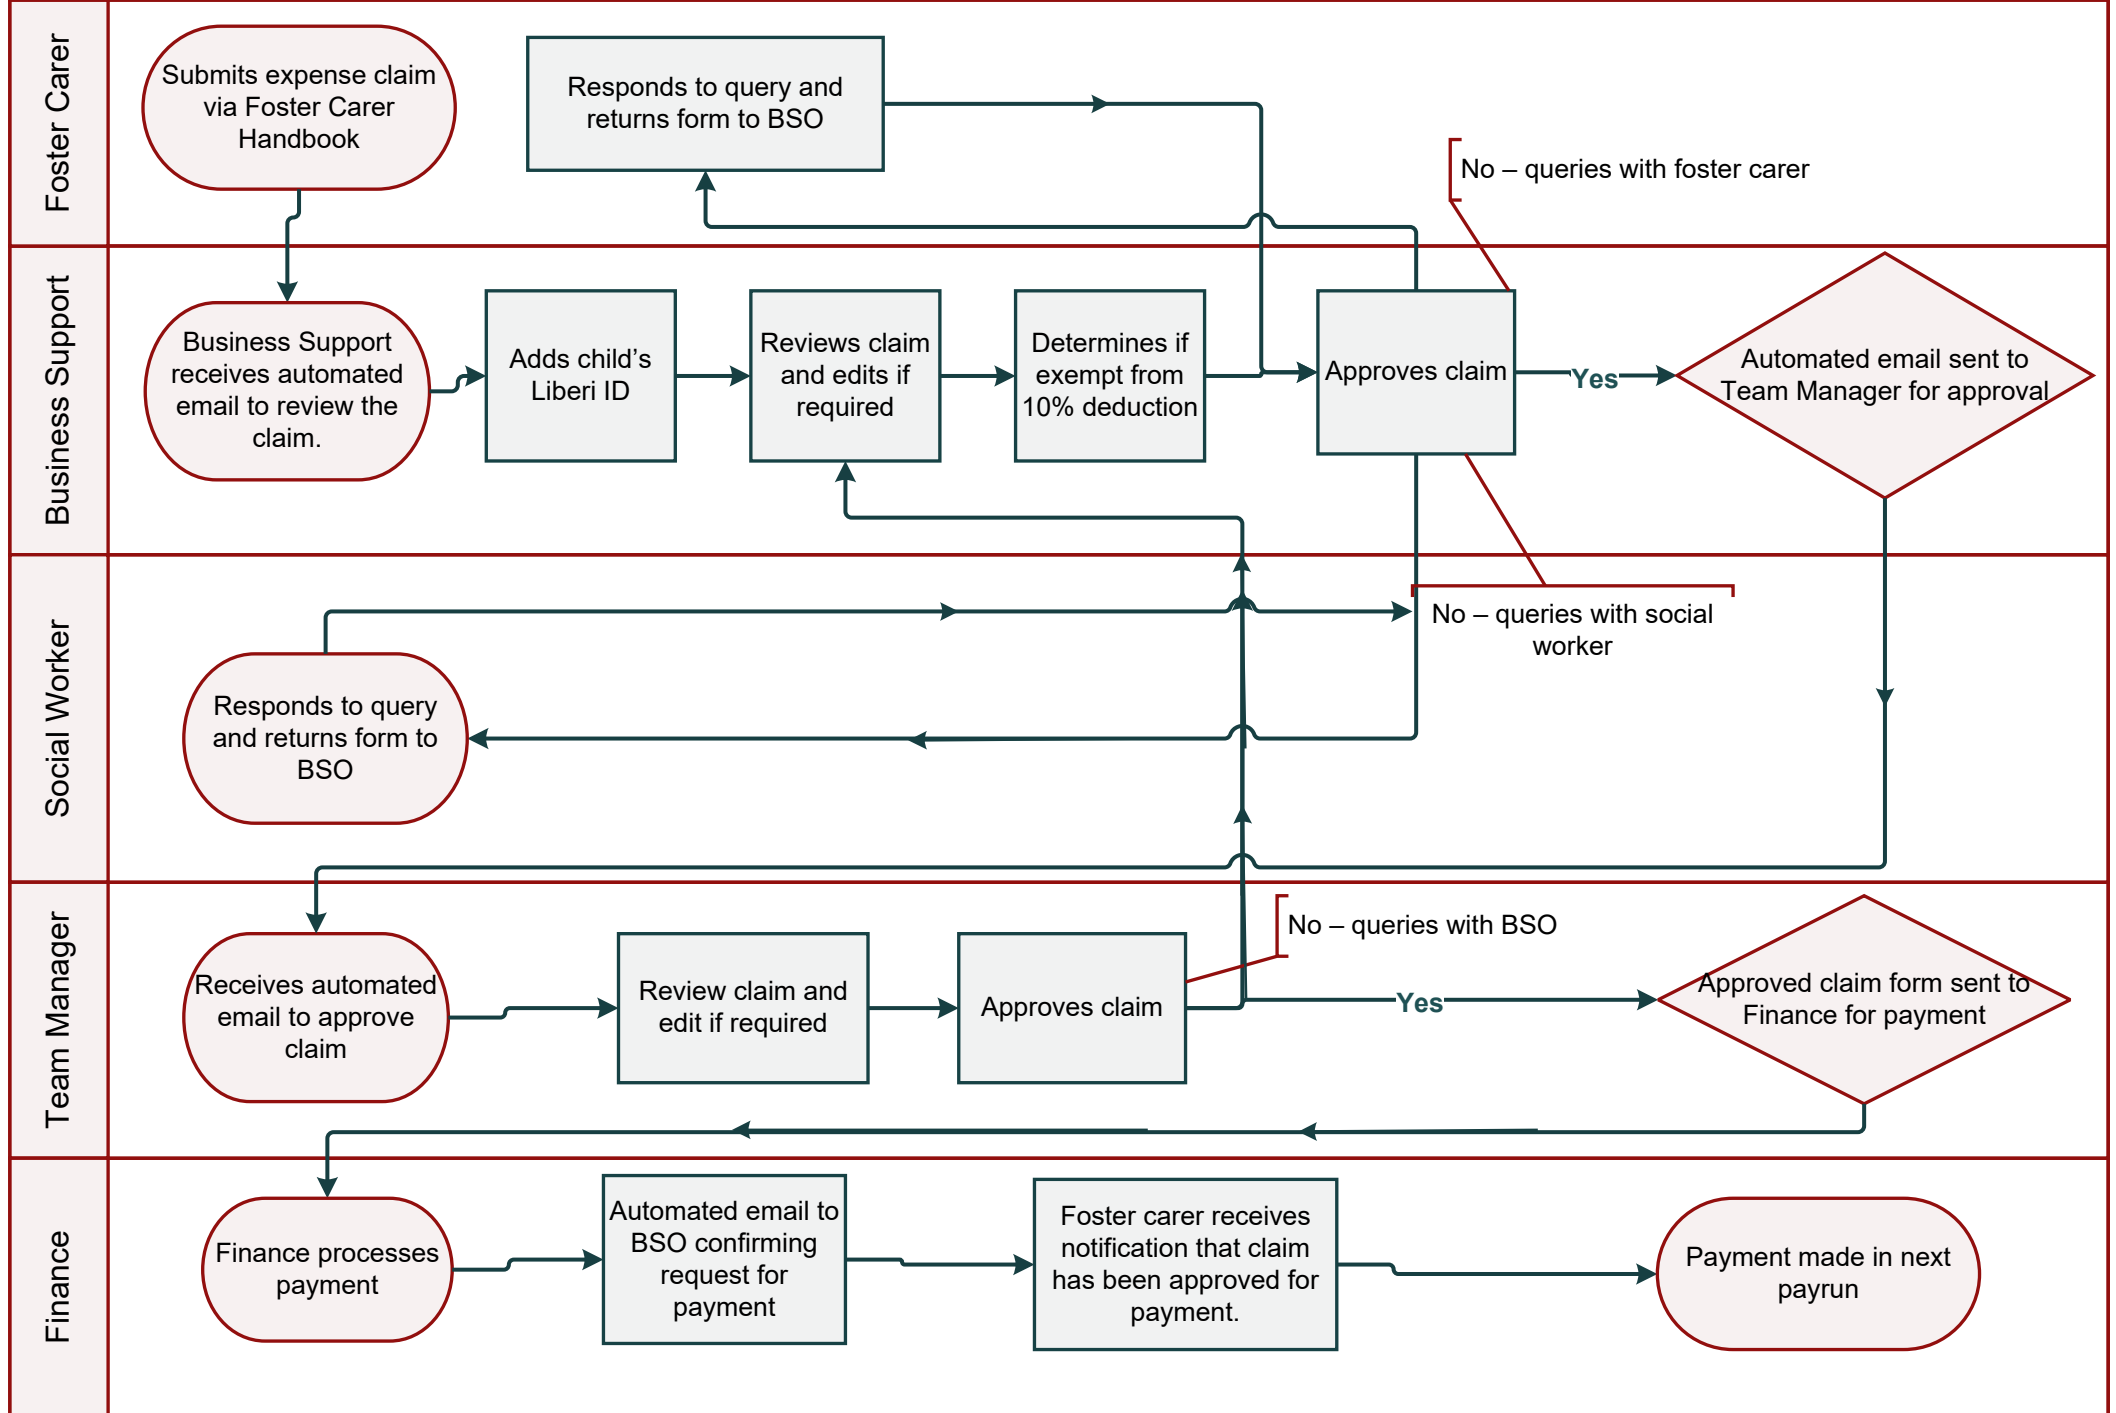 Foster Carer
Submits expense claim
via Foster Carer
Handbook
Responds to query and
returns form to BSO
No – queries with foster carer
Business Support
Business Support
receives automated
email to review the
claim.
Adds child’s
Liberi ID
Reviews claim
and edits if
required
Determines if
exempt from
10% deduction
Approves claim
Yes
Automated email sent to
Team Manager for approval
Social Worker
No – queries with social
worker
Responds to query
and returns form to
BSO
Team Manager
Receives automated
email to approve
claim
Review claim and
edit if required
Approves claim
No – queries with BSO
Yes
Approved claim form sent to
Finance for payment
Finance
Finance processes
payment
Automated email to
BSO confirming
request for
payment
Foster carer receives
notification that claim
has been approved for
payment.
Payment made in next
payrun